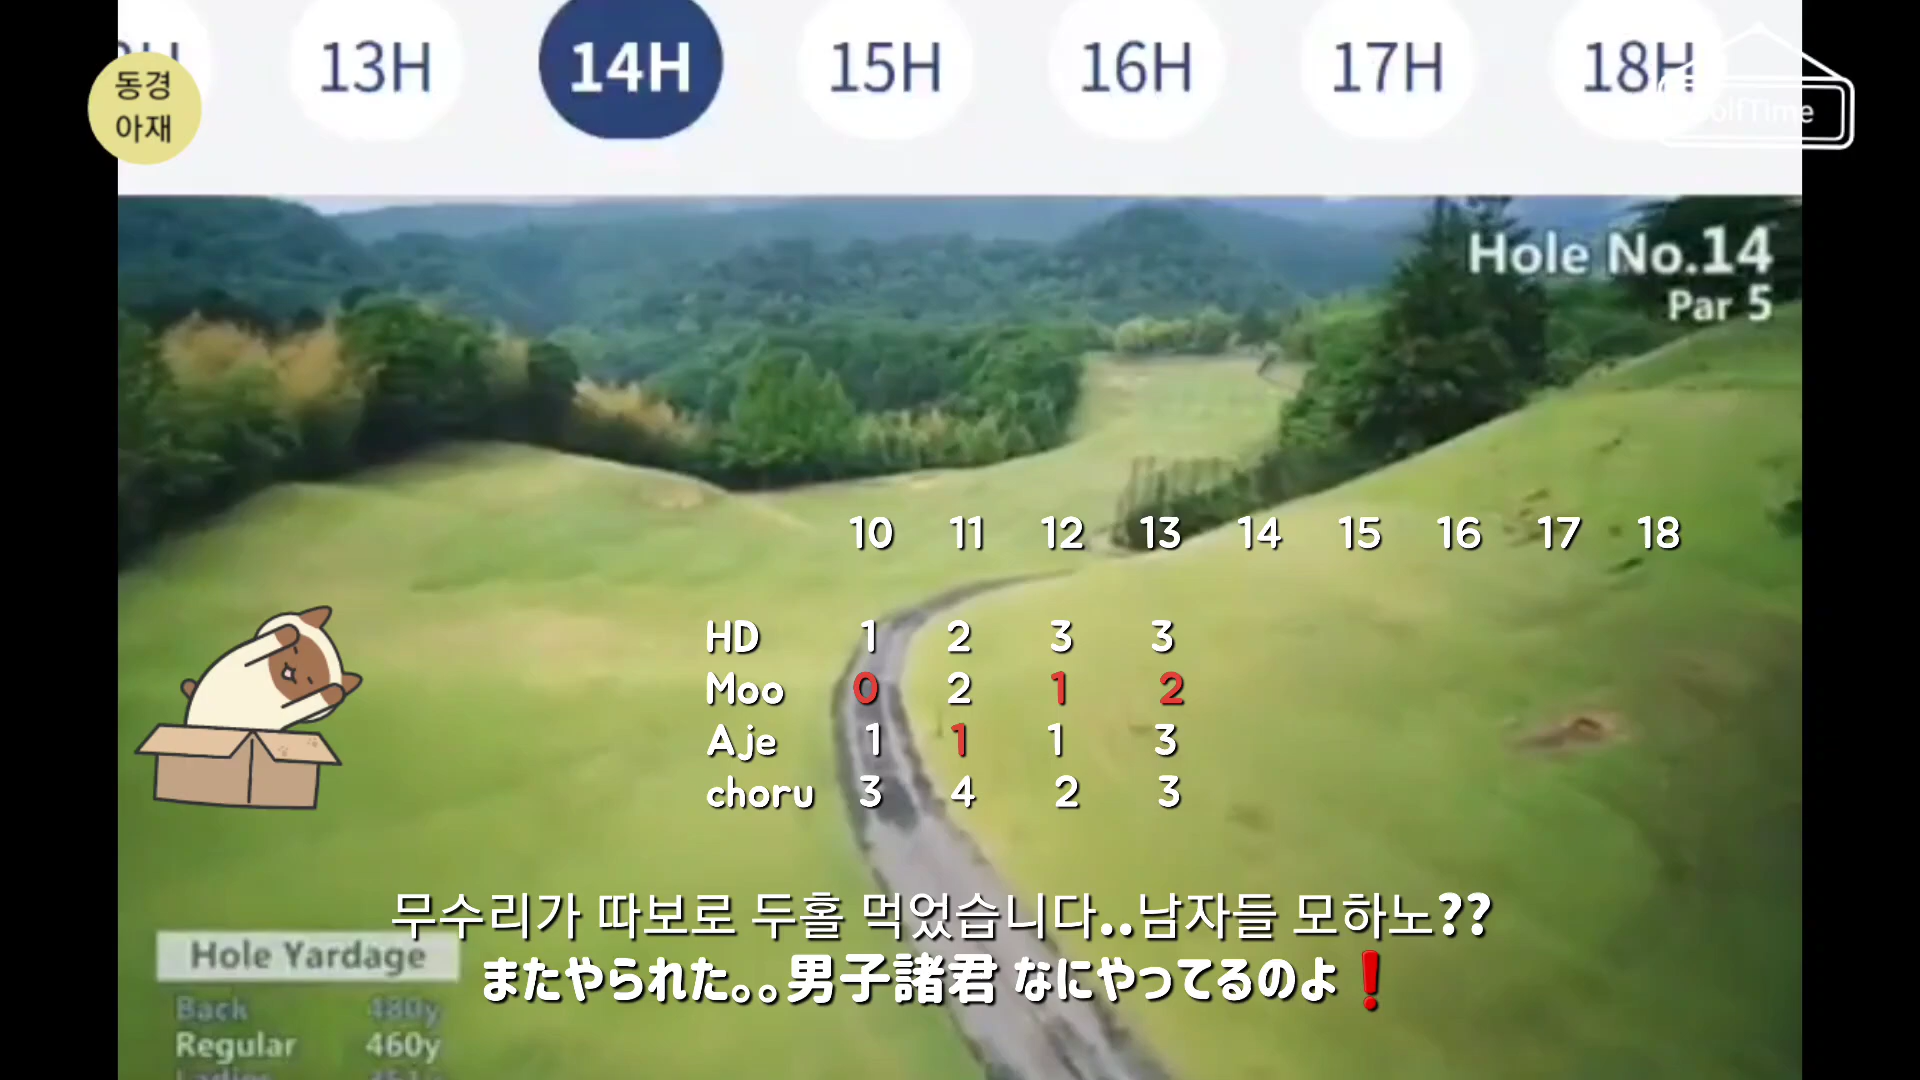 13H 14H 15H 16H 17H 18H
동경
아재
Hole No.14
Par 5
10 11 12 13 14 15 16 17 18
HD 1 2 3 3
Moo 0 2 1 2
Aje 1 1 1 3
choru 3 4 2 3
무수리가 따보로 두홀 먹었습니다..남자들 모하노??
またやられた。。男子諸君 なにやってるのよ❗
Hole Yardage
Back 480y
Regular 460y